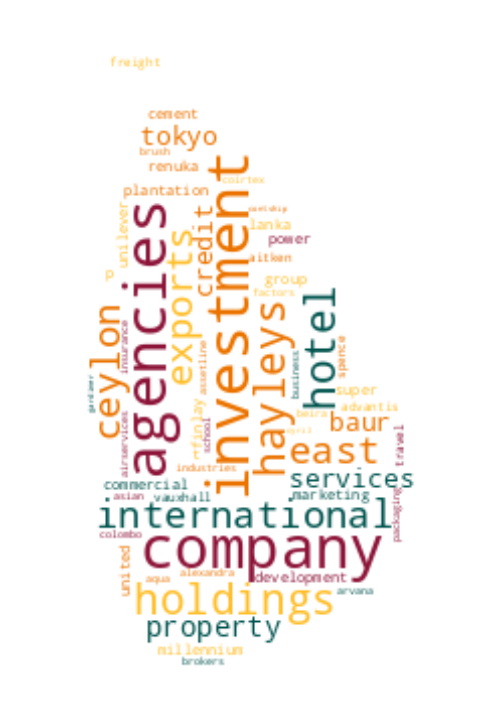 freight
cement
tokyo
brush
renuka
coirtex
plantation
agencies
investment
unilever
exports
credit
lanka
power
aitken
group
factors
hotel
hayleys
ceylon
insurance
assetline
business
spence
super
gardiner
finlay
school
beira
advantis
baur
airservices
april
east
travel
industries
services
commercial
asian
vauxhall
marketing
packaging
international
colombo
company
united
aqua
alexandra
development
arvana
holdings
property
millennium
brokers